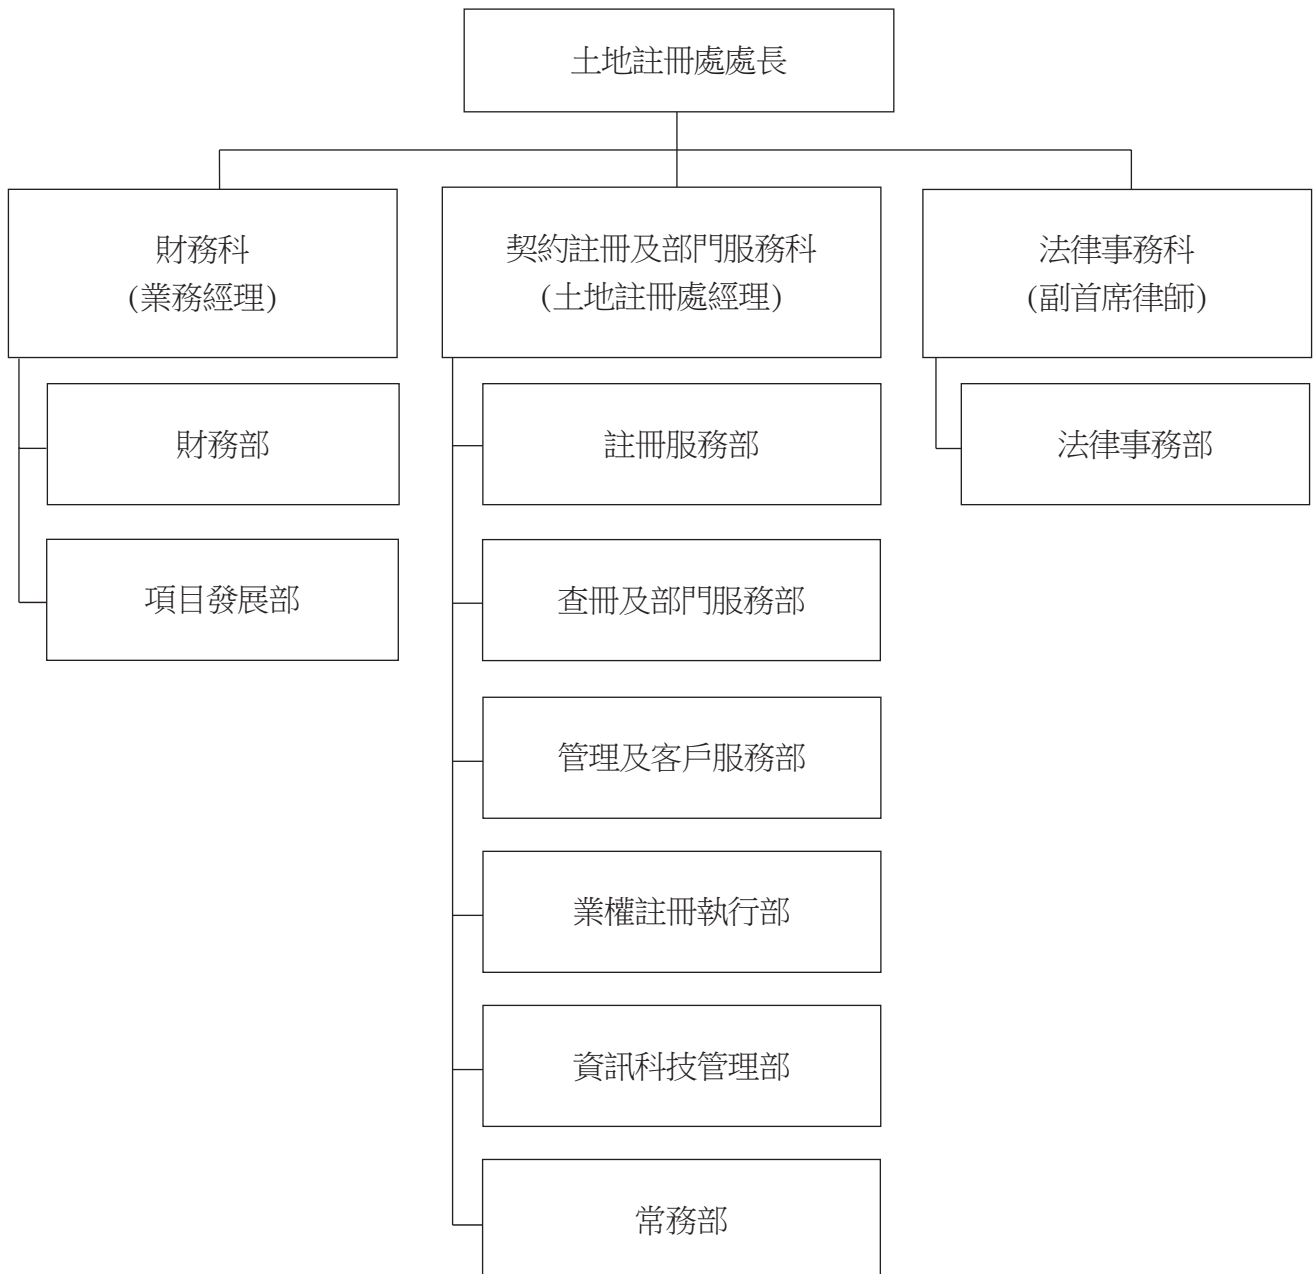 土地註冊處處長
財務科
(業務經理)
契約註冊及部門服務科
(土地註冊處經理)
法律事務科
(副首席律師)
財務部
項目發展部
註冊服務部
查冊及部門服務部
管理及客戶服務部
業權註冊執行部
資訊科技管理部
常務部
法律事務部